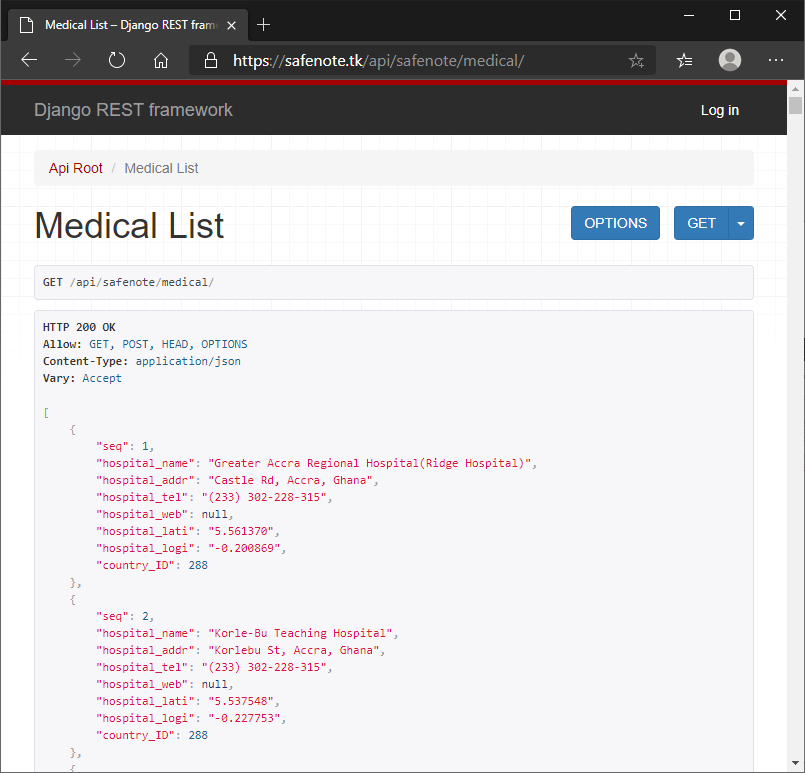 Medical List – Django REST fram
https://safenote.tk/api/safenote/medical/
Django REST framework
Log in
Api Root / Medical List
Medical List
OPTIONS
GET
GET /api/safenote/medical/
HTTP 200 OK
Allow: GET, POST, HEAD, OPTIONS
Content-Type: application/json
Vary: Accept
[
{
"seq": 1,
"hospital_name": "Greater Accra Regional Hospital(Ridge Hospital)",
"hospital_addr": "Castle Rd, Accra, Ghana",
"hospital_tel": "(233) 302-228-315",
"hospital_web": null,
"hospital_lati": "5.561370",
"hospital_logi": "-0.200869",
"country_ID": 288
},
{
"seq": 2,
"hospital_name": "Korle-Bu Teaching Hospital",
"hospital_addr": "Korlebu St, Accra, Ghana",
"hospital_tel": "(233) 302-228-315",
"hospital_web": null,
"hospital_lati": "5.537548",
"hospital_logi": "-0.227753",
"country_ID": 288
},
{